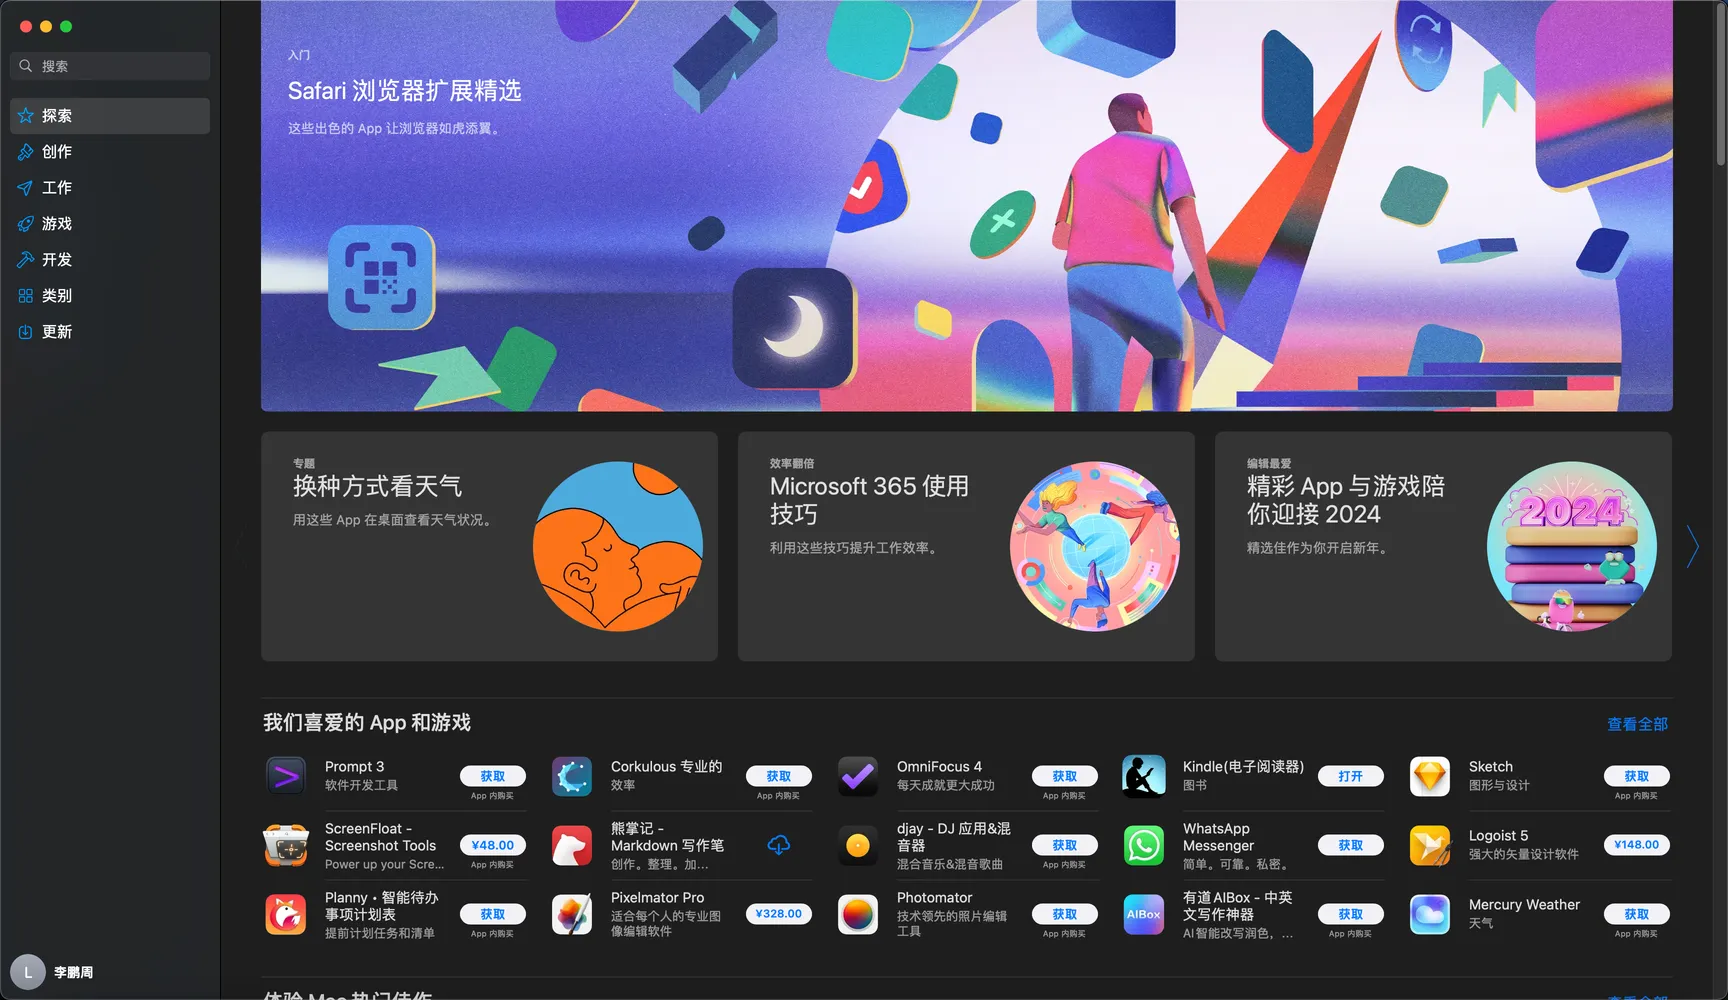 搜索
探索
创作
工作
游戏
开发
类别
更新
L
李鹏周
入门
Safari 浏览器扩展精选
这些出色的 App 让浏览器如虎添翼。
专题
换种方式看天气
用这些 App 在桌面查看天气状况。
效率翻倍
Microsoft 365 使用
技巧
利用这些技巧提升工作效率。
编辑最爱
精彩 App 与游戏陪
你迎接 2024
精选佳作为你开启新年。
2024
我们喜爱的 App 和游戏
查看全部
Prompt 3
软件开发工具
获取
App 内购买
Corkulous 专业的
效率
获取
App 内购买
OmniFocus 4
每天成就更大成功
获取
App 内购买
Kindle(电子阅读器)
图书
打开
Sketch
图形与设计
获取
App 内购买
ScreenFloat -
Screenshot Tools
Power up your Scre...
¥48.00
App 内购买
熊掌记 -
Markdown 写作笔
创作。整理。加...
djay - DJ 应用&混
音器
混合音乐&混音歌曲
获取
App 内购买
WhatsApp
Messenger
简单。可靠。私密。
获取
Logoist 5
强大的矢量设计软件
¥148.00
Planny • 智能待办
事项计划表
提前计划任务和清单
获取
App 内购买
Pixelmator Pro
适合每个人的专业图
像编辑软件
¥328.00
Photomator
技术领先的照片编辑
工具
获取
App 内购买
AIBox
有道 AIBox - 中英
文写作神器
AI 智能改写润色，...
获取
App 内购买
Mercury Weather
天气
获取
App 内购买
体验 Mac 热门佳作
查看全部